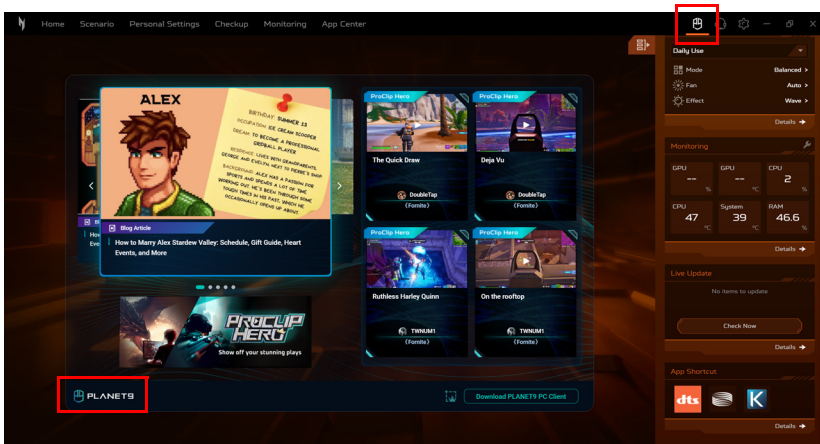 Home Scenario Personal Settings Checkup Monitoring App Center
ALEX
BIRTHDAY: SUMMER 13
OCCUPATION: ICE CREAM SCOOPER
DREAM: TO BECOME A PROFESSIONAL
GRIDBALL PLAYER
RESIDENCE: LIVES WITH GRANDPARENTS,
GEORGE AND EVELYN, NEXT TO PIERRE'S SHOP
BACKGROUND: ALEX HAS A PASSION FOR
SPORTS AND SPENDS A LOT OF TIME
WORKING OUT. HE'S BEEN THROUGH SOME
TOUGH TIMES IN HIS PAST, WHICH HE
OCCASIONALLY OPENS UP ABOUT
Blog Article
How to Marry Alex Stardew Valley: Schedule, Gift Guide, Heart
Events, and More
B
How
Eve
ProClip Hero
The Quick Draw
DoubleTap
(Fornite)
ProClip Hero
Deja Vu
DoubleTap
(Fornite)
ProClip Hero
Ruthless Harley Quinn
TWNUM1
(Fornite)
ProClip Hero
On the rooftop
TWNUM1
(Fornite)
PROCLIP
HERO
Show off your stunning plays
PLANET9
Download PLANET9 PC Client
Daily Use
Mode Balanced >
Fan Auto >
Effect Wave >
Details →
Monitoring
GPU -- %
GPU -- °C
CPU 2 %
CPU 47 °C
System 39 °C
RAM 46.6 %
Details →
Live Update
No items to update
Check Now
Details →
App Shortcut
dts
K
Details →